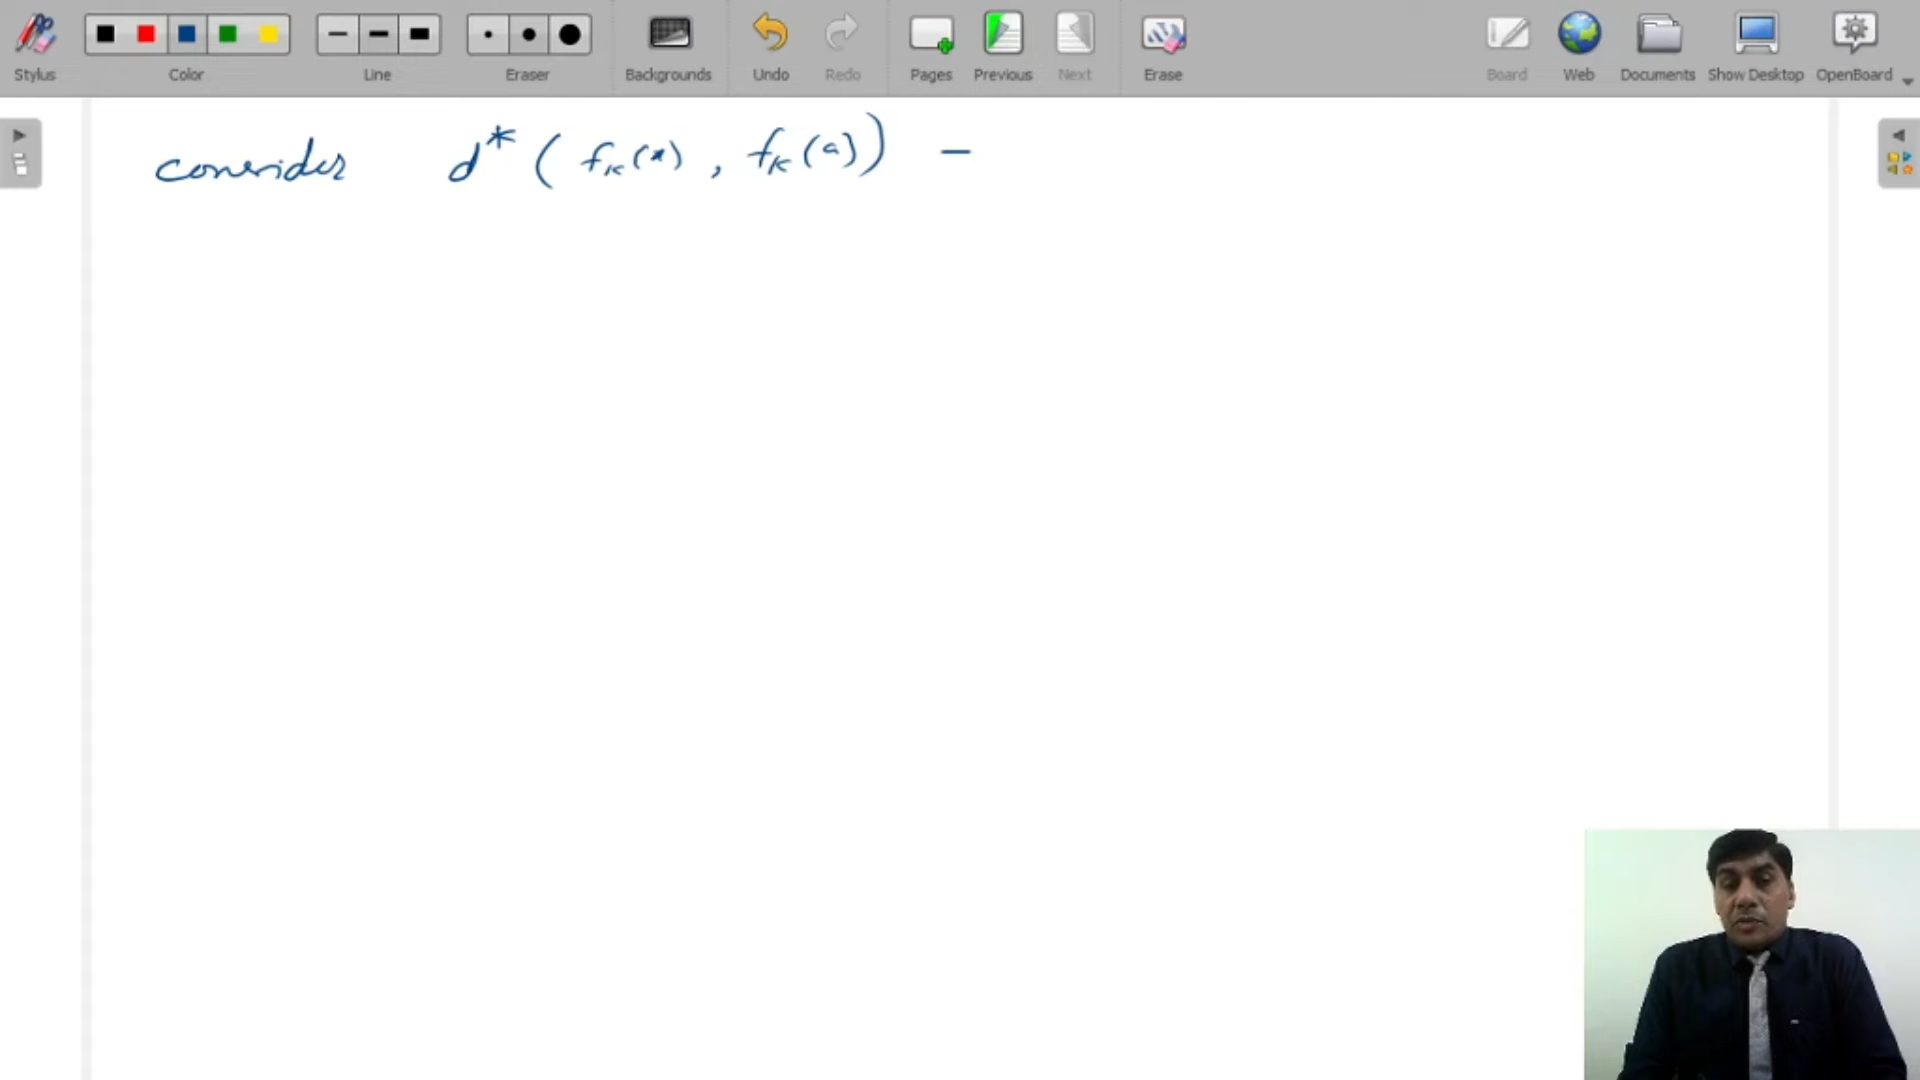 Stylus Color Line Eraser Backgrounds Undo Redo Pages Previous Next Erase Board Web Documents Show Desktop OpenBoard
consider d* ( fₖ(x) , fₖ(a) ) –